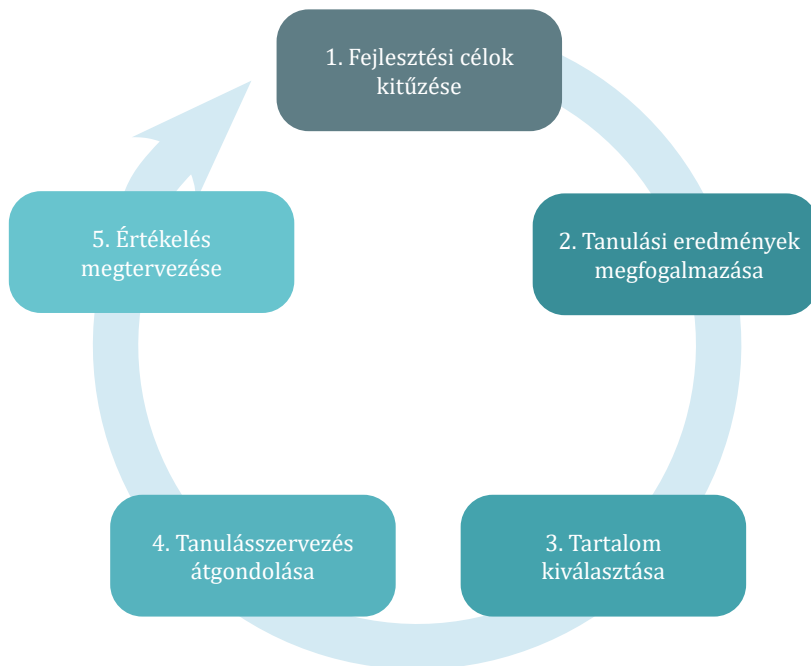 1. Fejlesztési célok
kitűzése
2. Tanulási eredmények
megfogalmazása
3. Tartalom
kiválasztása
4. Tanulásszervezés
átgondolása
5. Értékelés
megtervezése